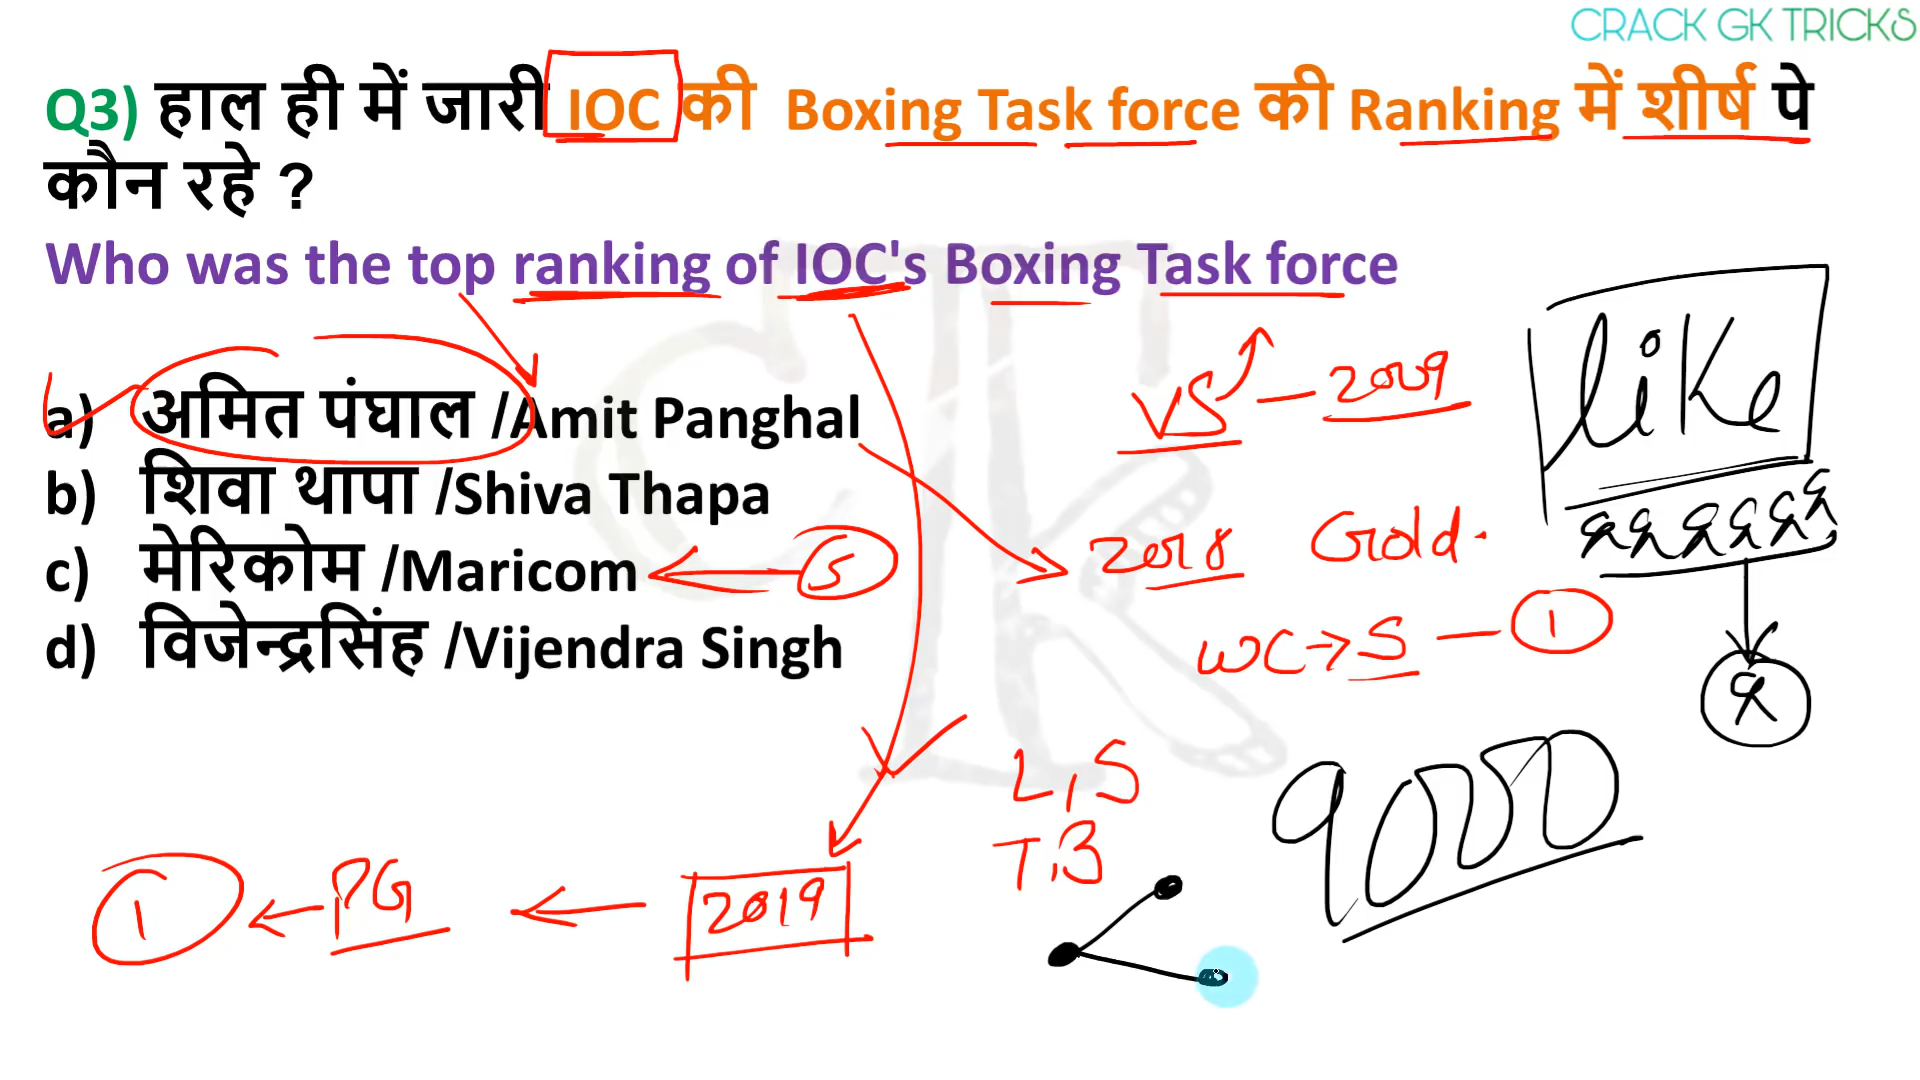 CRACK GK TRICKS
Q3) हाल ही में जारी IOC की Boxing Task force की Ranking में शीर्ष पे
कौन रहे ?
Who was the top ranking of IOC's Boxing Task force
a) अमित पंघाल /Amit Panghal
b) शिवा थापा /Shiva Thapa
c) मेरिकोम /Maricom
d) विजेन्द्रसिंह /Vijendra Singh
VS - 2009
like
5
2018 Gold.
WC → S - 1
L, S
T.B
9000
1 ← PG ← 2019